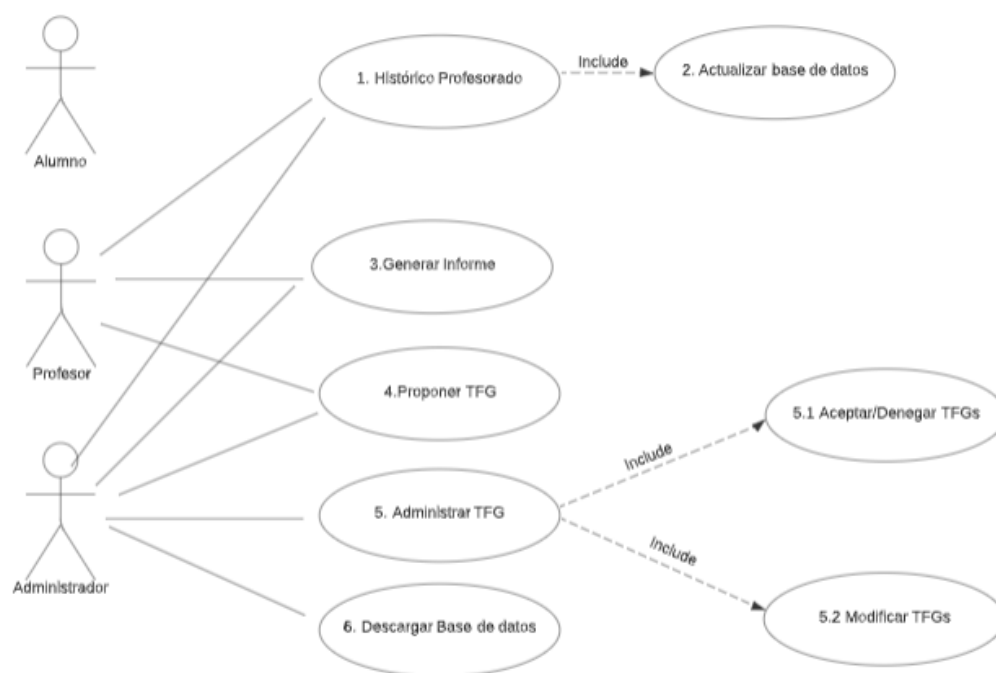 1. Histórico Profesorado
Include
2. Actualizar base de datos
Alumno
3.Generar Informe
Profesor
4.Proponer TFG
5.1 Aceptar/Denegar TFGs
Include
5. Administrar TFG
Include
Administrador
6. Descargar Base de datos
5.2 Modificar TFGs